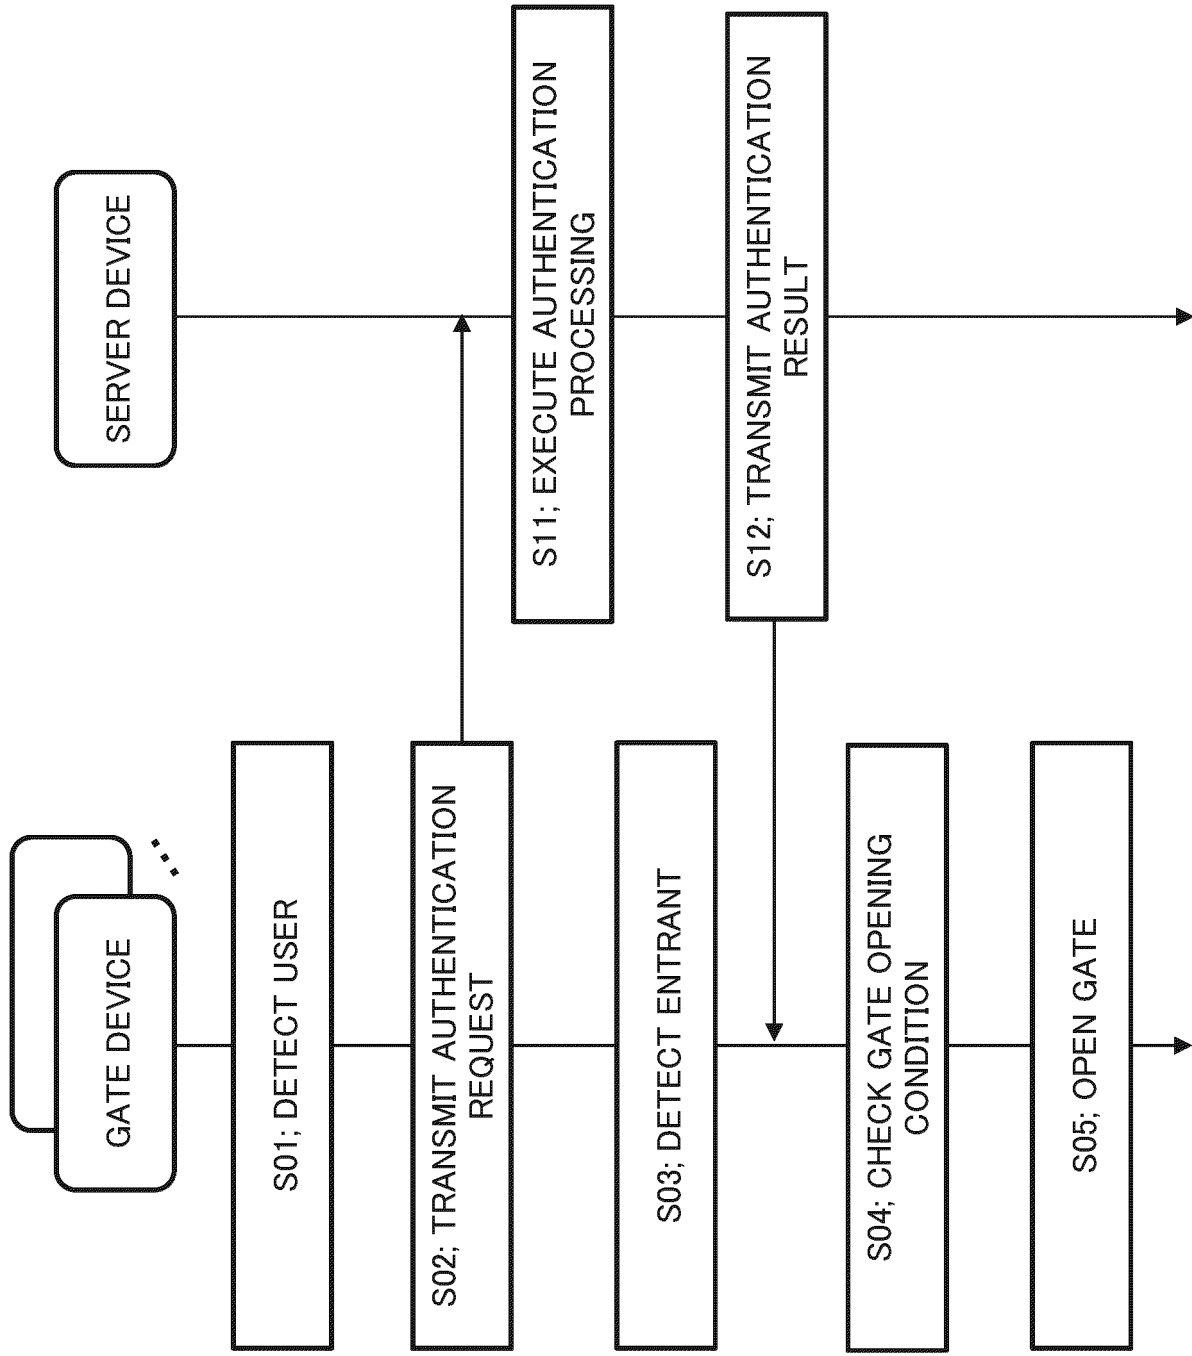 GATE DEVICE
SERVER DEVICE
S01; DETECT USER
S02; TRANSMIT AUTHENTICATION
REQUEST
S11; EXECUTE AUTHENTICATION
PROCESSING
S03; DETECT ENTRANT
S12; TRANSMIT AUTHENTICATION
RESULT
S04; CHECK GATE OPENING
CONDITION
S05; OPEN GATE